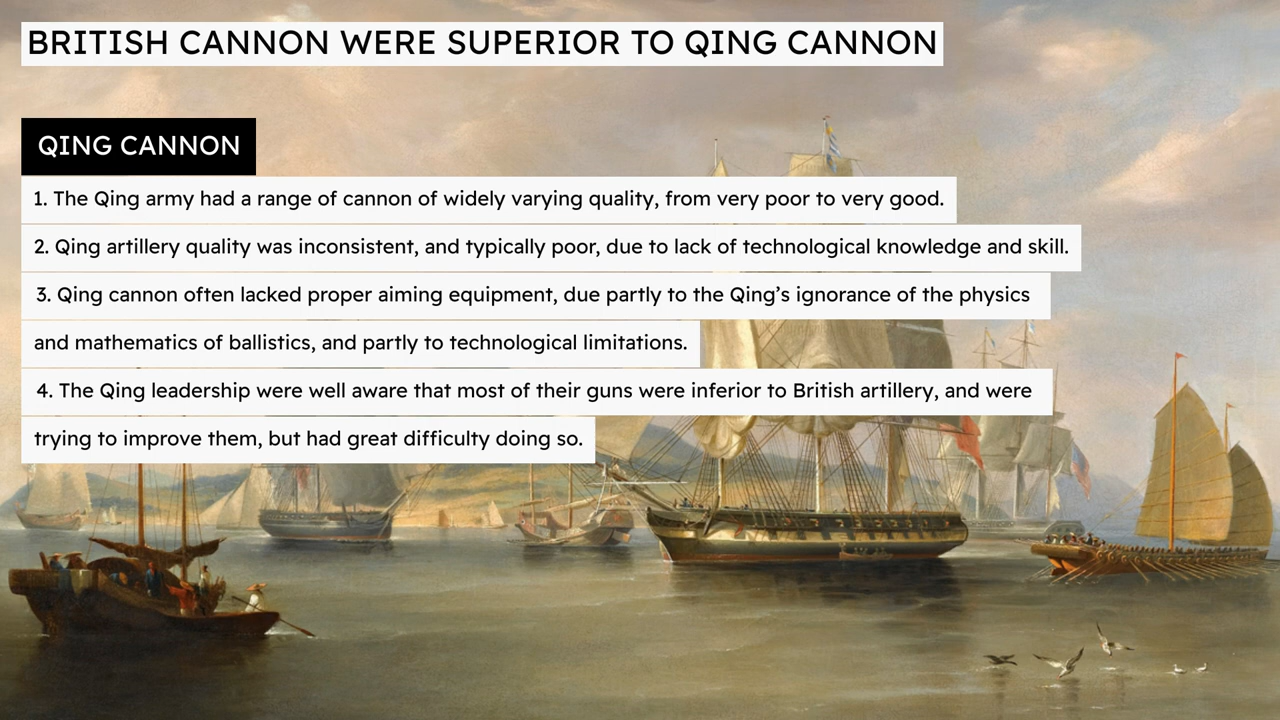 BRITISH CANNON WERE SUPERIOR TO QING CANNON
QING CANNON
1. The Qing army had a range of cannon of widely varying quality, from very poor to very good.
2. Qing artillery quality was inconsistent, and typically poor, due to lack of technological knowledge and skill.
3. Qing cannon often lacked proper aiming equipment, due partly to the Qing’s ignorance of the physics
and mathematics of ballistics, and partly to technological limitations.
4. The Qing leadership were well aware that most of their guns were inferior to British artillery, and were
trying to improve them, but had great difficulty doing so.